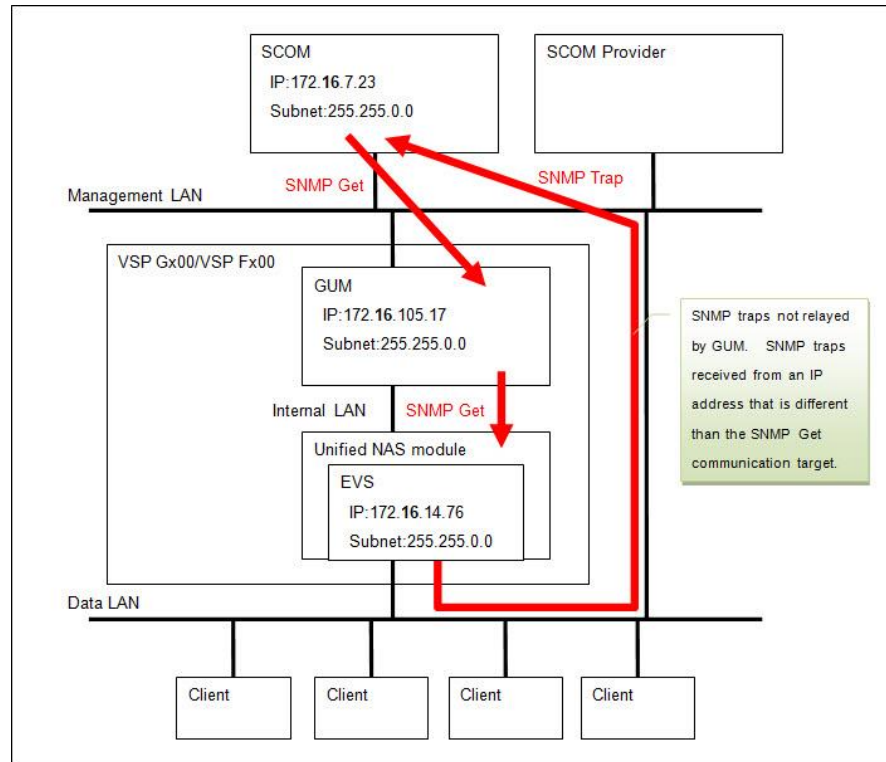 SCOM
IP:172.16.7.23
Subnet:255.255.0.0
SCOM Provider
SNMP Get
SNMP Trap
Management LAN
VSP Gx00/VSP Fx00
GUM
IP:172.16.105.17
Subnet:255.255.0.0
SNMP traps not relayed
by GUM. SNMP traps
received from an IP
address that is different
than the SNMP Get
communication target.
Internal LAN
SNMP Get
Unified NAS module
EVS
IP:172.16.14.76
Subnet:255.255.0.0
Data LAN
Client
Client
Client
Client